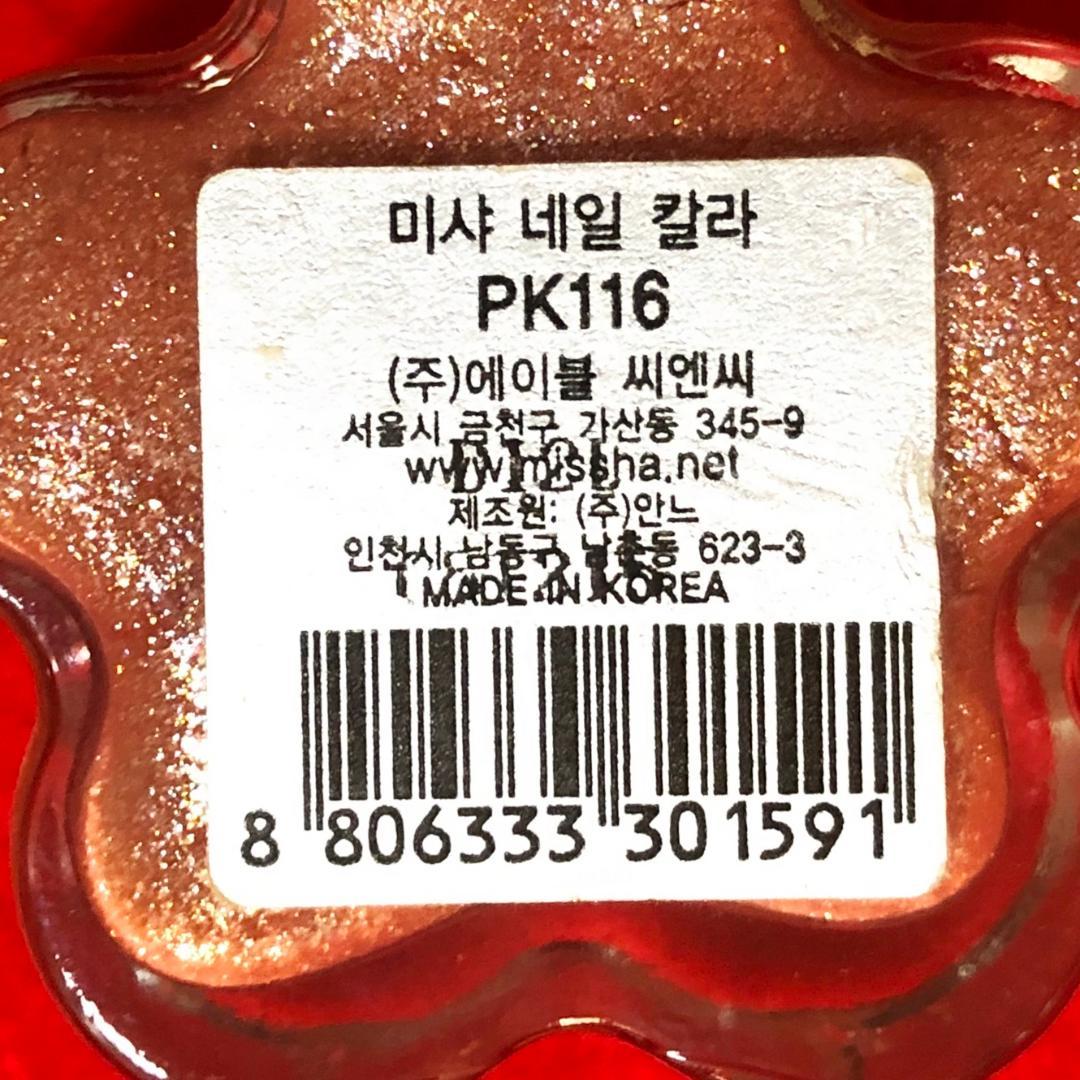 미샤 네일 칼라
PK116
(주)에이블 씨엔씨
서울시 금천구 가산동 345-9
www.missha.net
제조원: (주)안느
인천시 남동구 남촌동 623-3
MADE IN KOREA
8 806333 301591